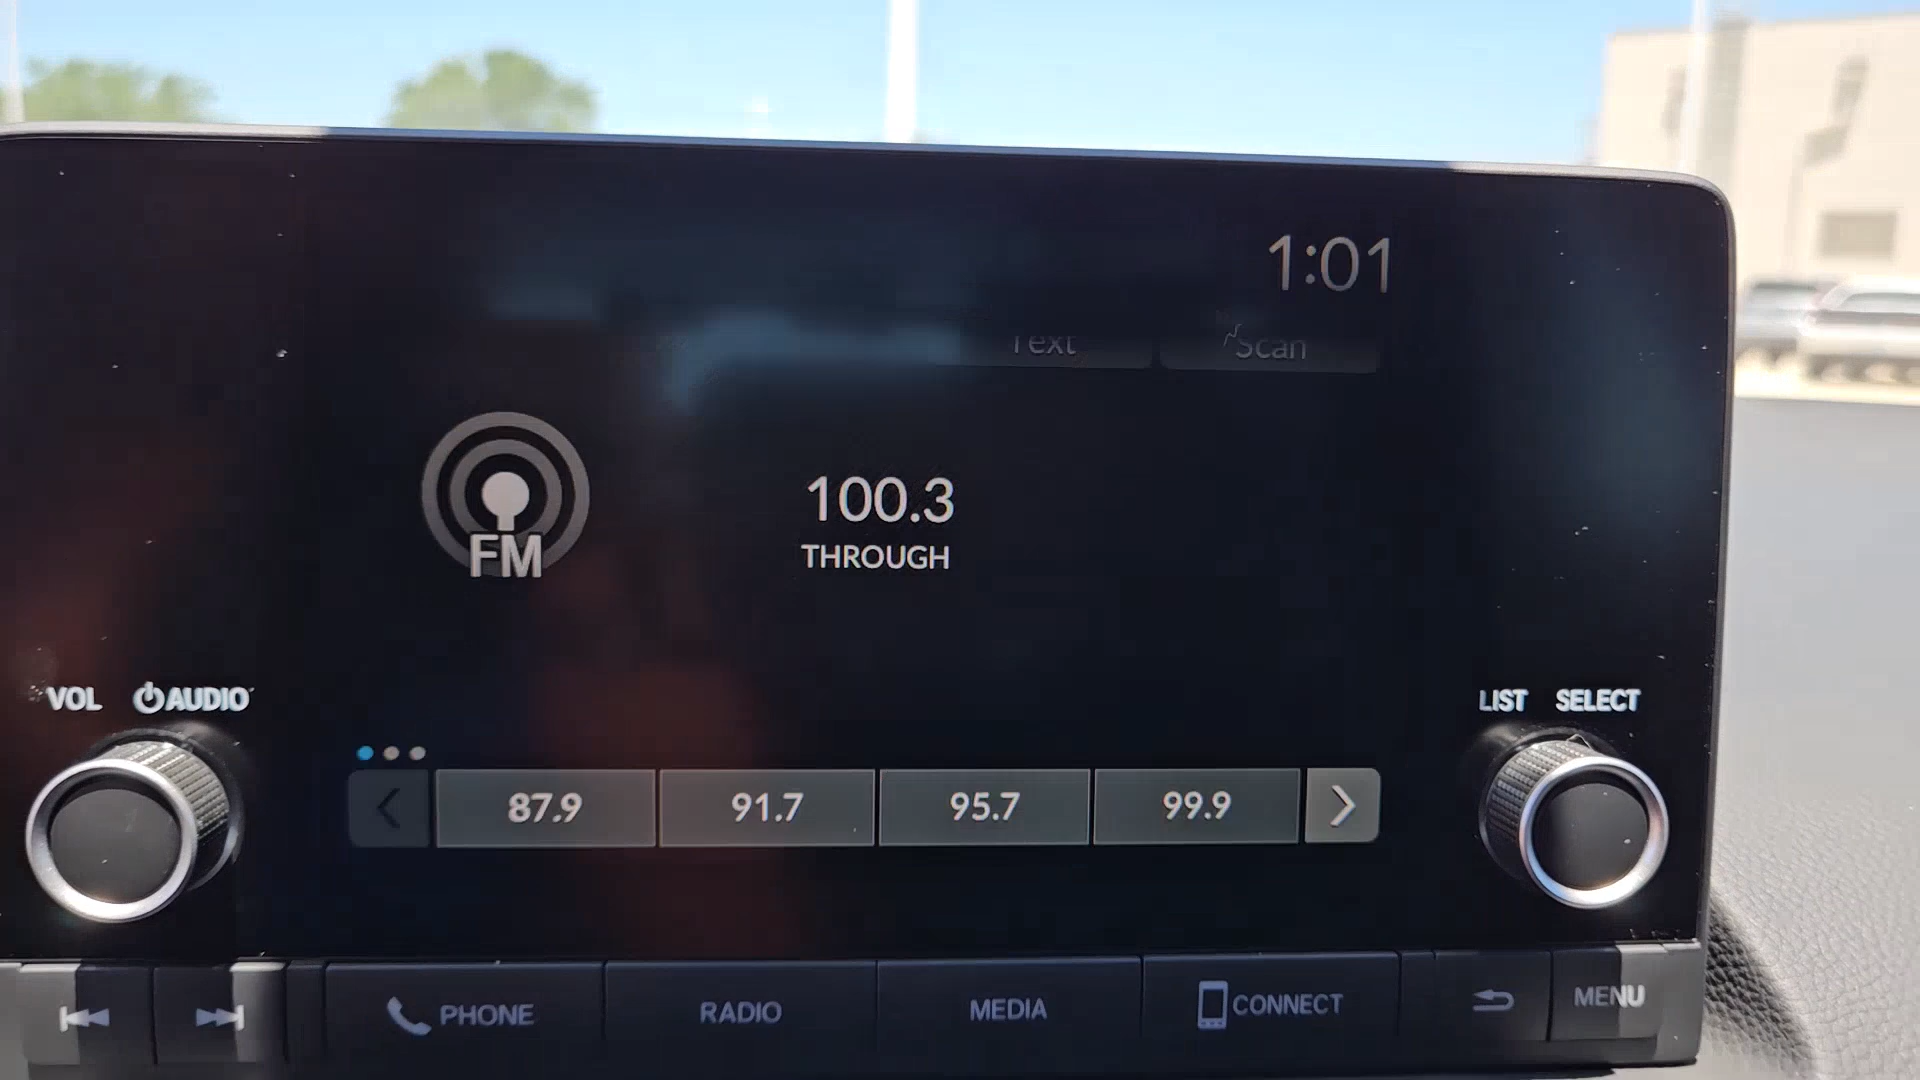 1:01
Text
Scan
FM
100.3
THROUGH
VOL AUDIO
LIST SELECT
87.9
91.7
95.7
99.9
PHONE
RADIO
MEDIA
CONNECT
MENU